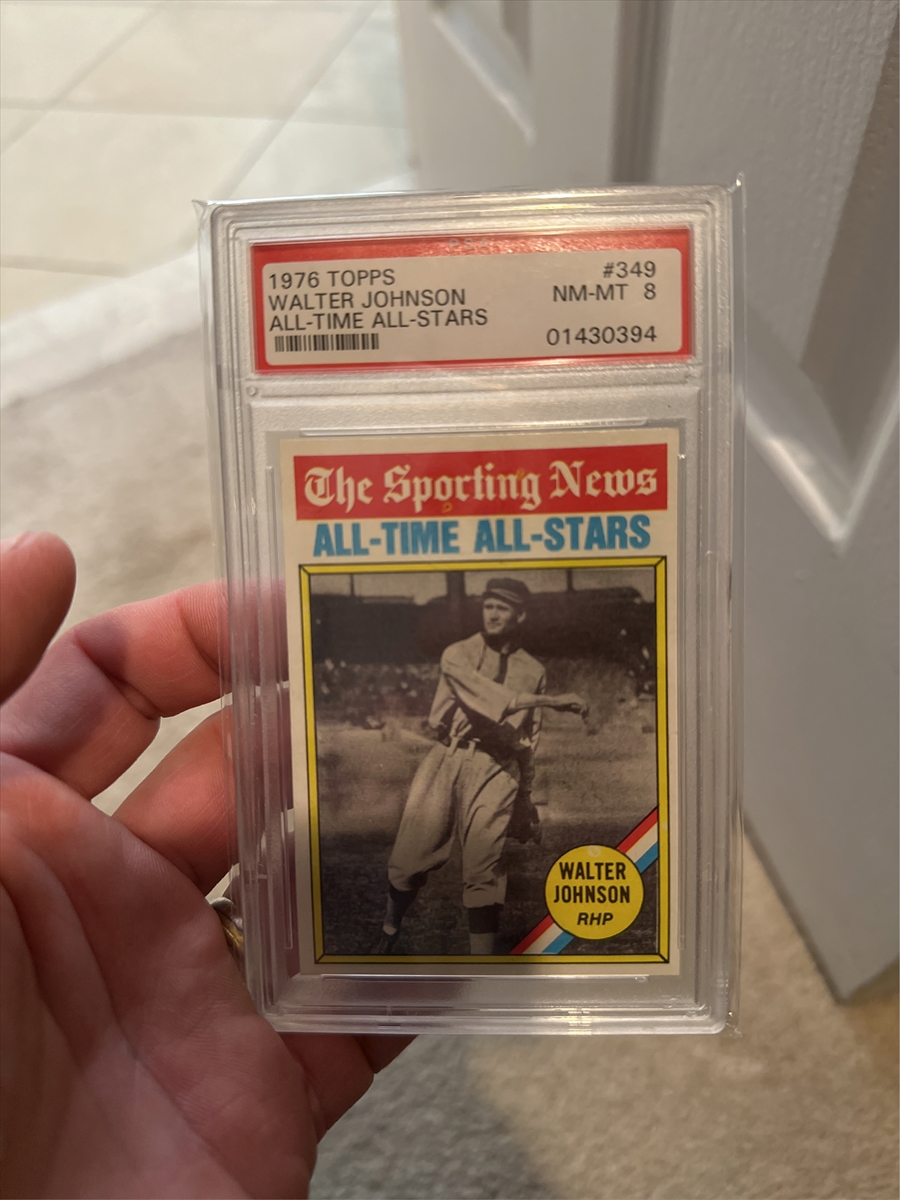 PSA
1976 TOPPS #349
WALTER JOHNSON NM-MT 8
ALL-TIME ALL-STARS
01430394
The Sporting News
ALL-TIME ALL-STARS
WALTER
JOHNSON
RHP